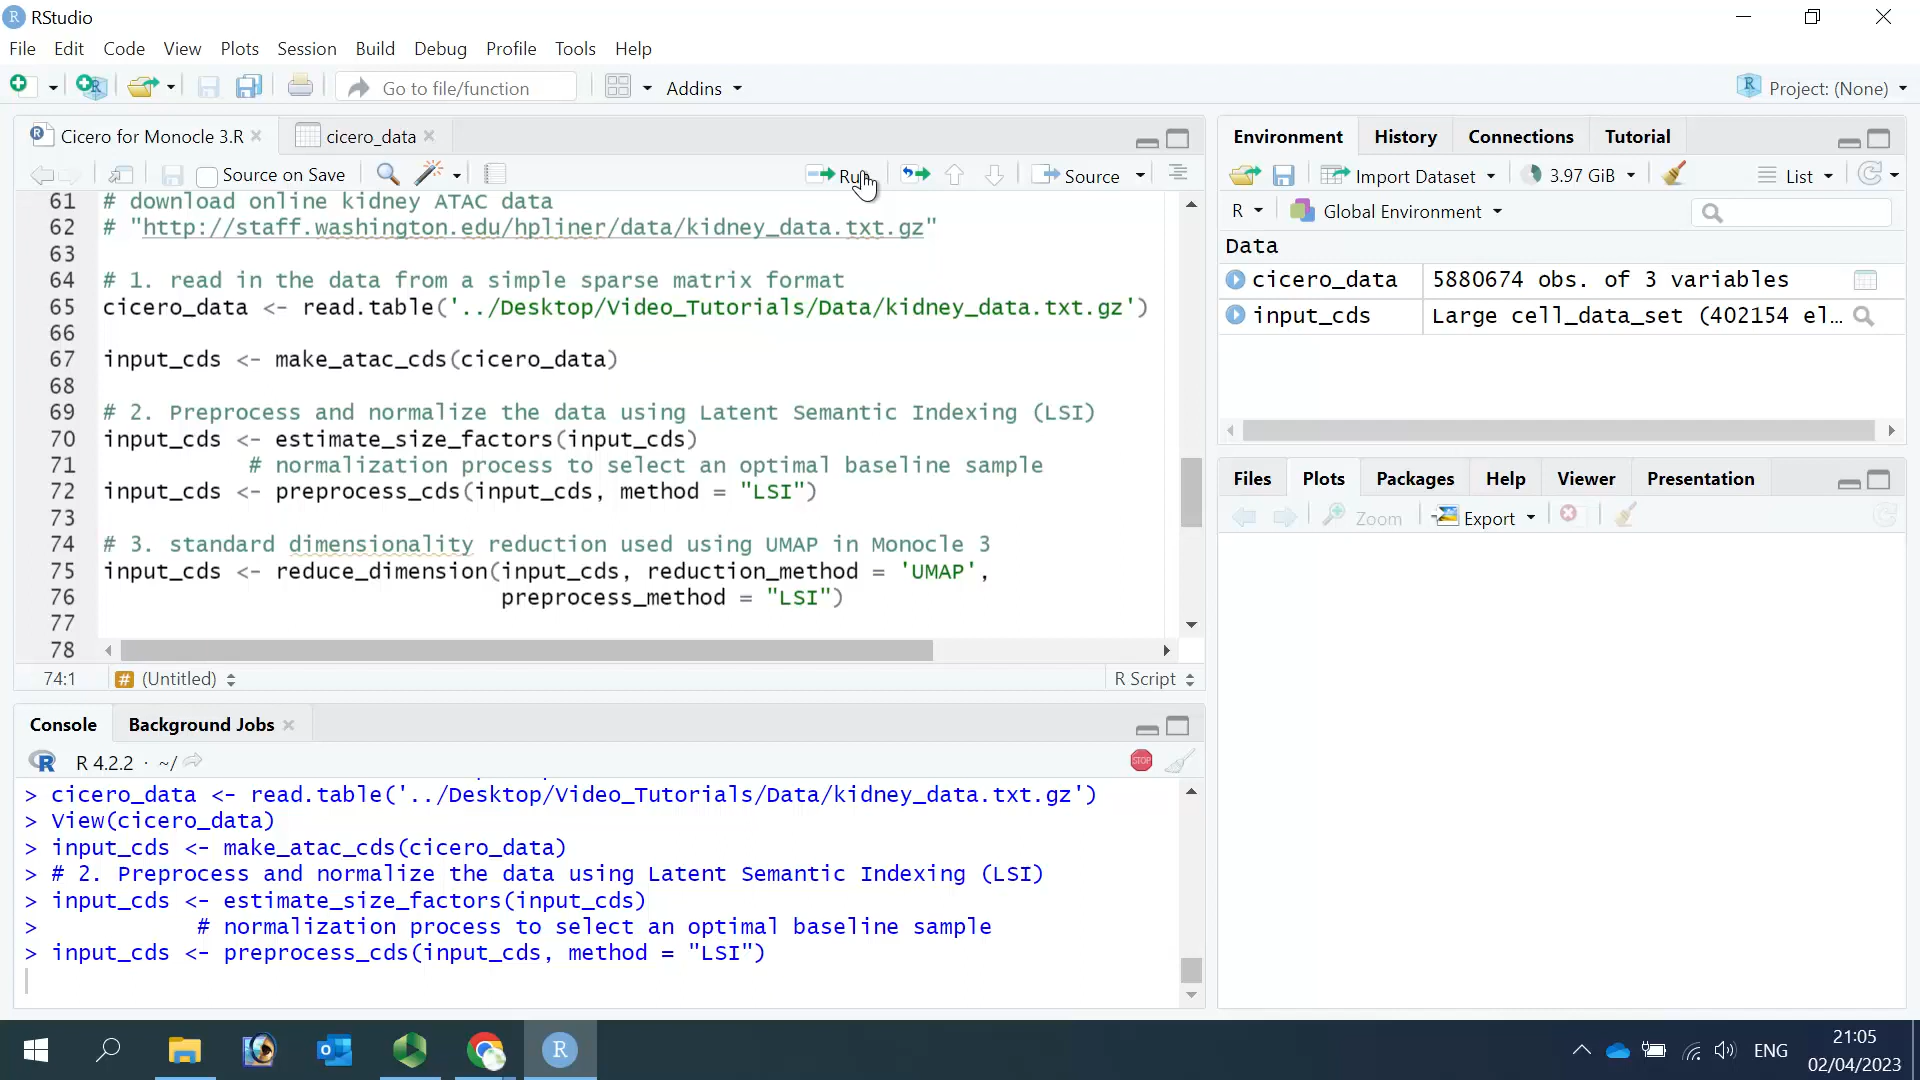 RStudio
File Edit Code View Plots Session Build Debug Profile Tools Help
Go to file/function Addins Project: (None)
Cicero for Monocle 3.R cicero_data
Source on Save Run Source
61 # download online kidney ATAC data
62 # "http://staff.washington.edu/hpliner/data/kidney_data.txt.gz"
63
64 # 1. read in the data from a simple sparse matrix format
65 cicero_data <- read.table('../Desktop/Video_Tutorials/Data/kidney_data.txt.gz')
66
67 input_cds <- make_atac_cds(cicero_data)
68
69 # 2. Preprocess and normalize the data using Latent Semantic Indexing (LSI)
70 input_cds <- estimate_size_factors(input_cds)
71 # normalization process to select an optimal baseline sample
72 input_cds <- preprocess_cds(input_cds, method = "LSI")
73
74 # 3. standard dimensionality reduction used using UMAP in Monocle 3
75 input_cds <- reduce_dimension(input_cds, reduction_method = 'UMAP',
76 preprocess_method = "LSI")
77
78
74:1 # (Untitled) R Script
Console Background Jobs
R R 4.2.2 · ~/ STOP
> cicero_data <- read.table('../Desktop/Video_Tutorials/Data/kidney_data.txt.gz')
> View(cicero_data)
> input_cds <- make_atac_cds(cicero_data)
> # 2. Preprocess and normalize the data using Latent Semantic Indexing (LSI)
> input_cds <- estimate_size_factors(input_cds)
> # normalization process to select an optimal baseline sample
> input_cds <- preprocess_cds(input_cds, method = "LSI")
Environment History Connections Tutorial
Import Dataset 3.97 GiB List
R Global Environment
Data
cicero_data 5880674 obs. of 3 variables
input_cds Large cell_data_set (402154 el…
Files Plots Packages Help Viewer Presentation
Zoom Export
R
ENG
21:05
02/04/2023